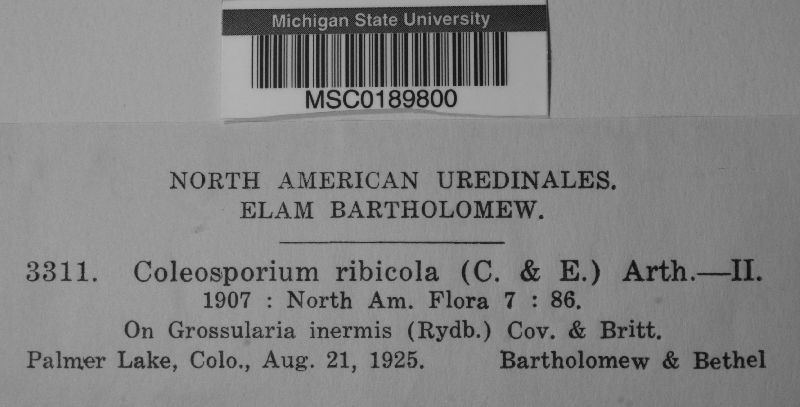 Michigan State University
MSC0189800
NORTH AMERICAN UREDINALES.
ELAM BARTHOLOMEW.
3311. Coleosporium ribicola (C. & E.) Arth.—II.
1907 : North Am. Flora 7 : 86.
On Grossularia inermis (Rydb.) Cov. & Britt.
Palmer Lake, Colo., Aug. 21, 1925. Bartholomew & Bethel